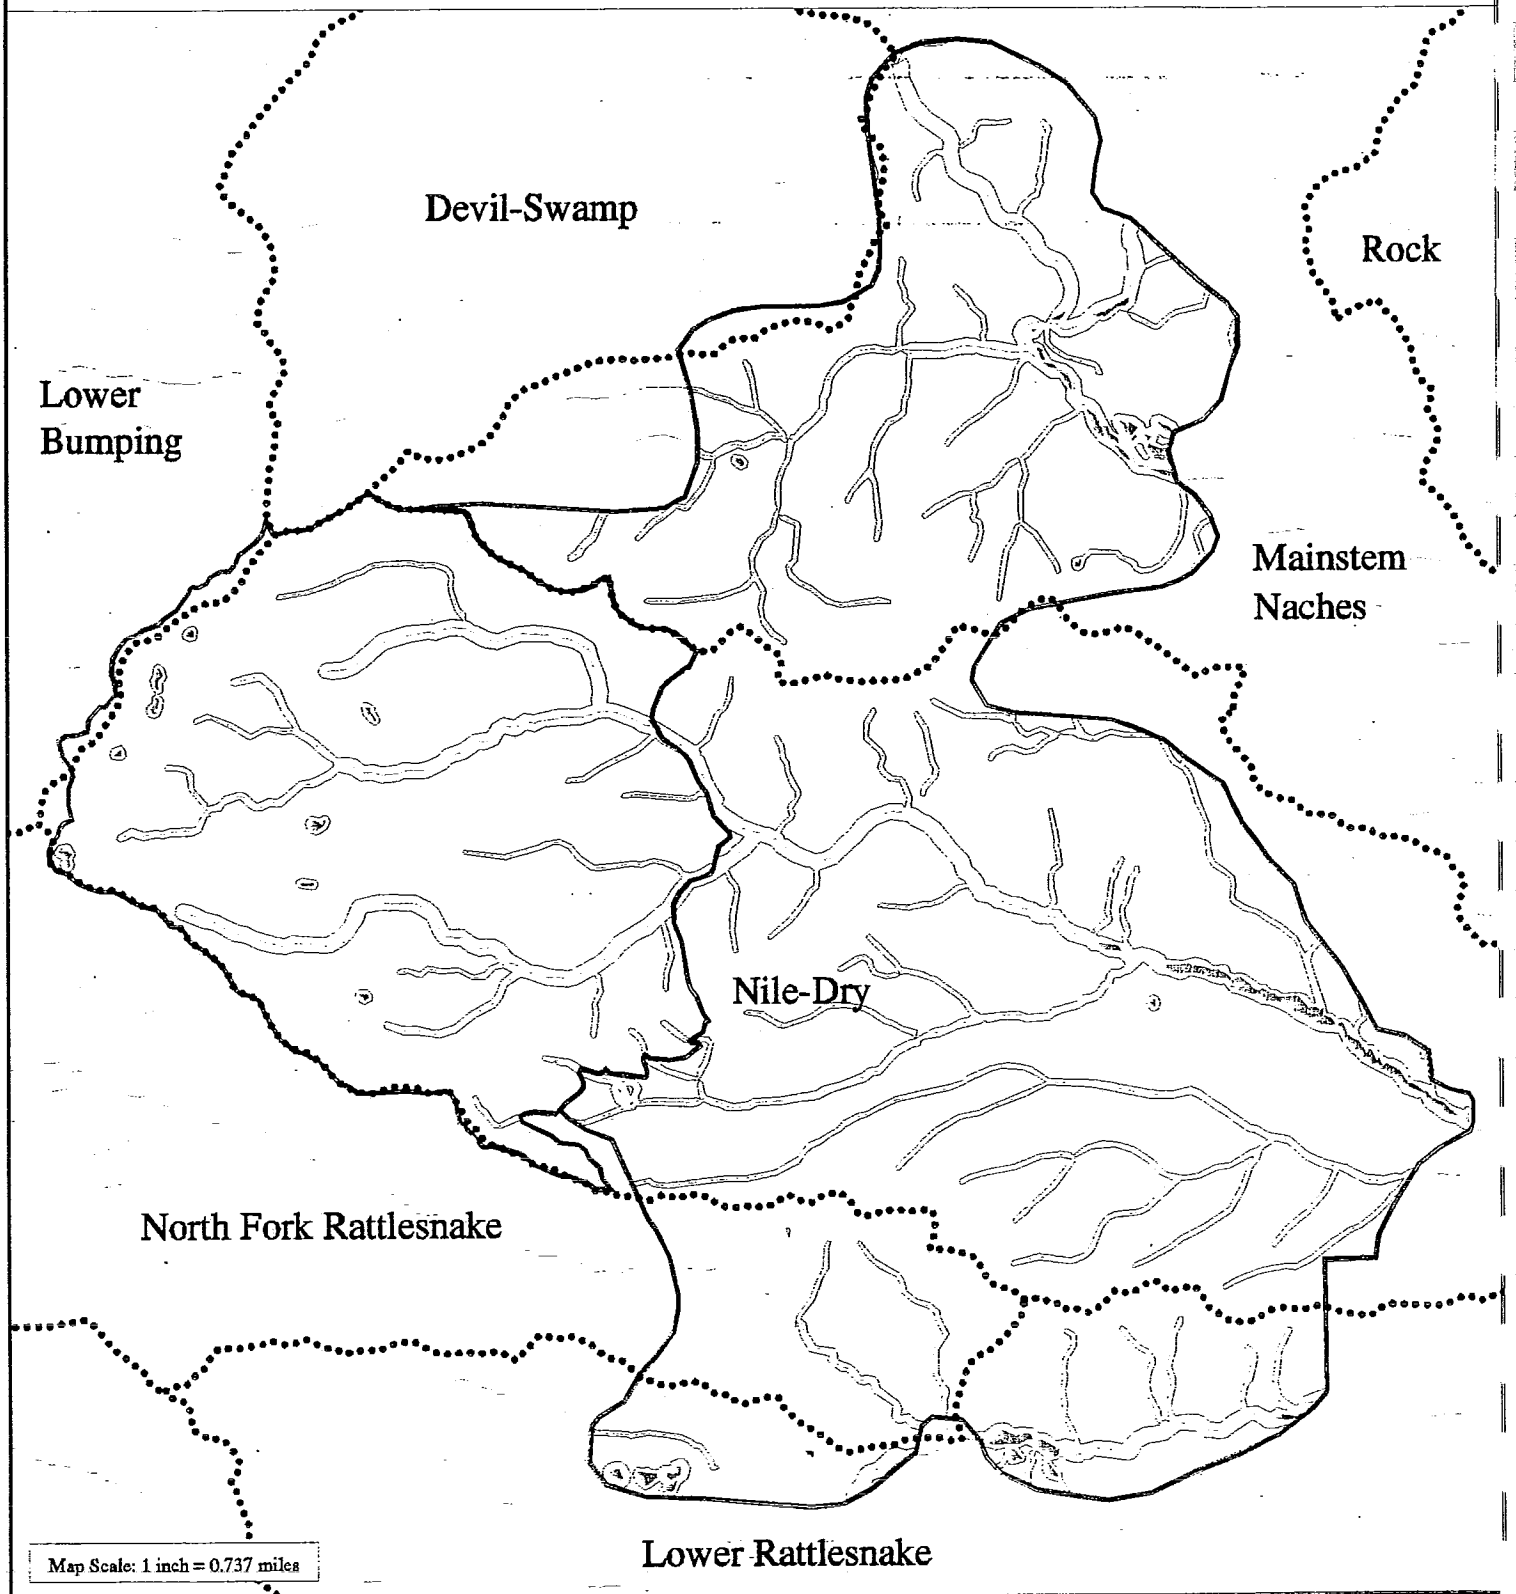 Devil-Swamp
Rock
Lower
Bumping
Mainstem
Naches
Nile-Dry
North Fork Rattlesnake
Lower Rattlesnake
Map Scale: 1 inch = 0.737 miles